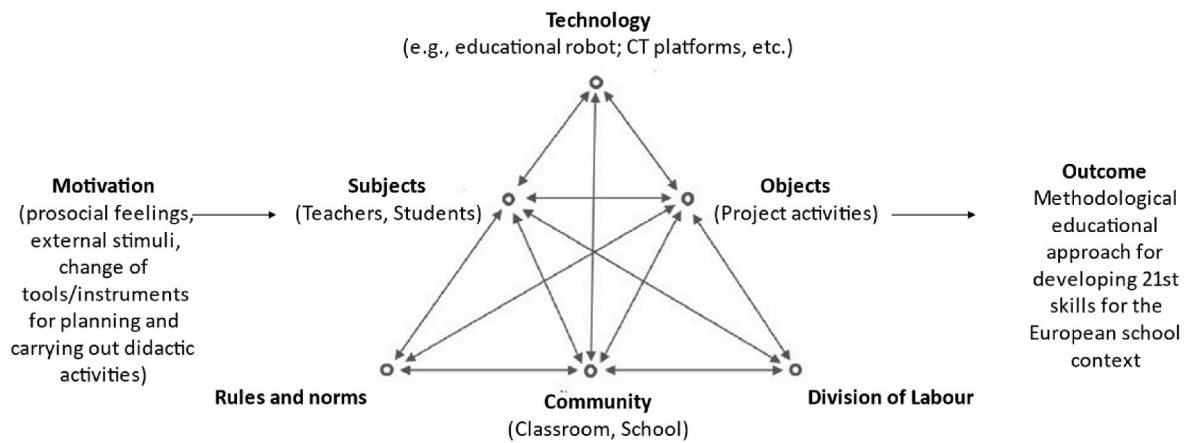 Technology
(e.g., educational robot; CT platforms, etc.)
Motivation
(prosocial feelings,
external stimuli,
change of
tools/instruments
for planning and
carrying out didactic
activities)
Subjects
(Teachers, Students)
Objects
(Project activities)
Outcome
Methodological
educational
approach for
developing 21st
skills for the
European school
context
Rules and norms
Community
(Classroom, School)
Division of Labour